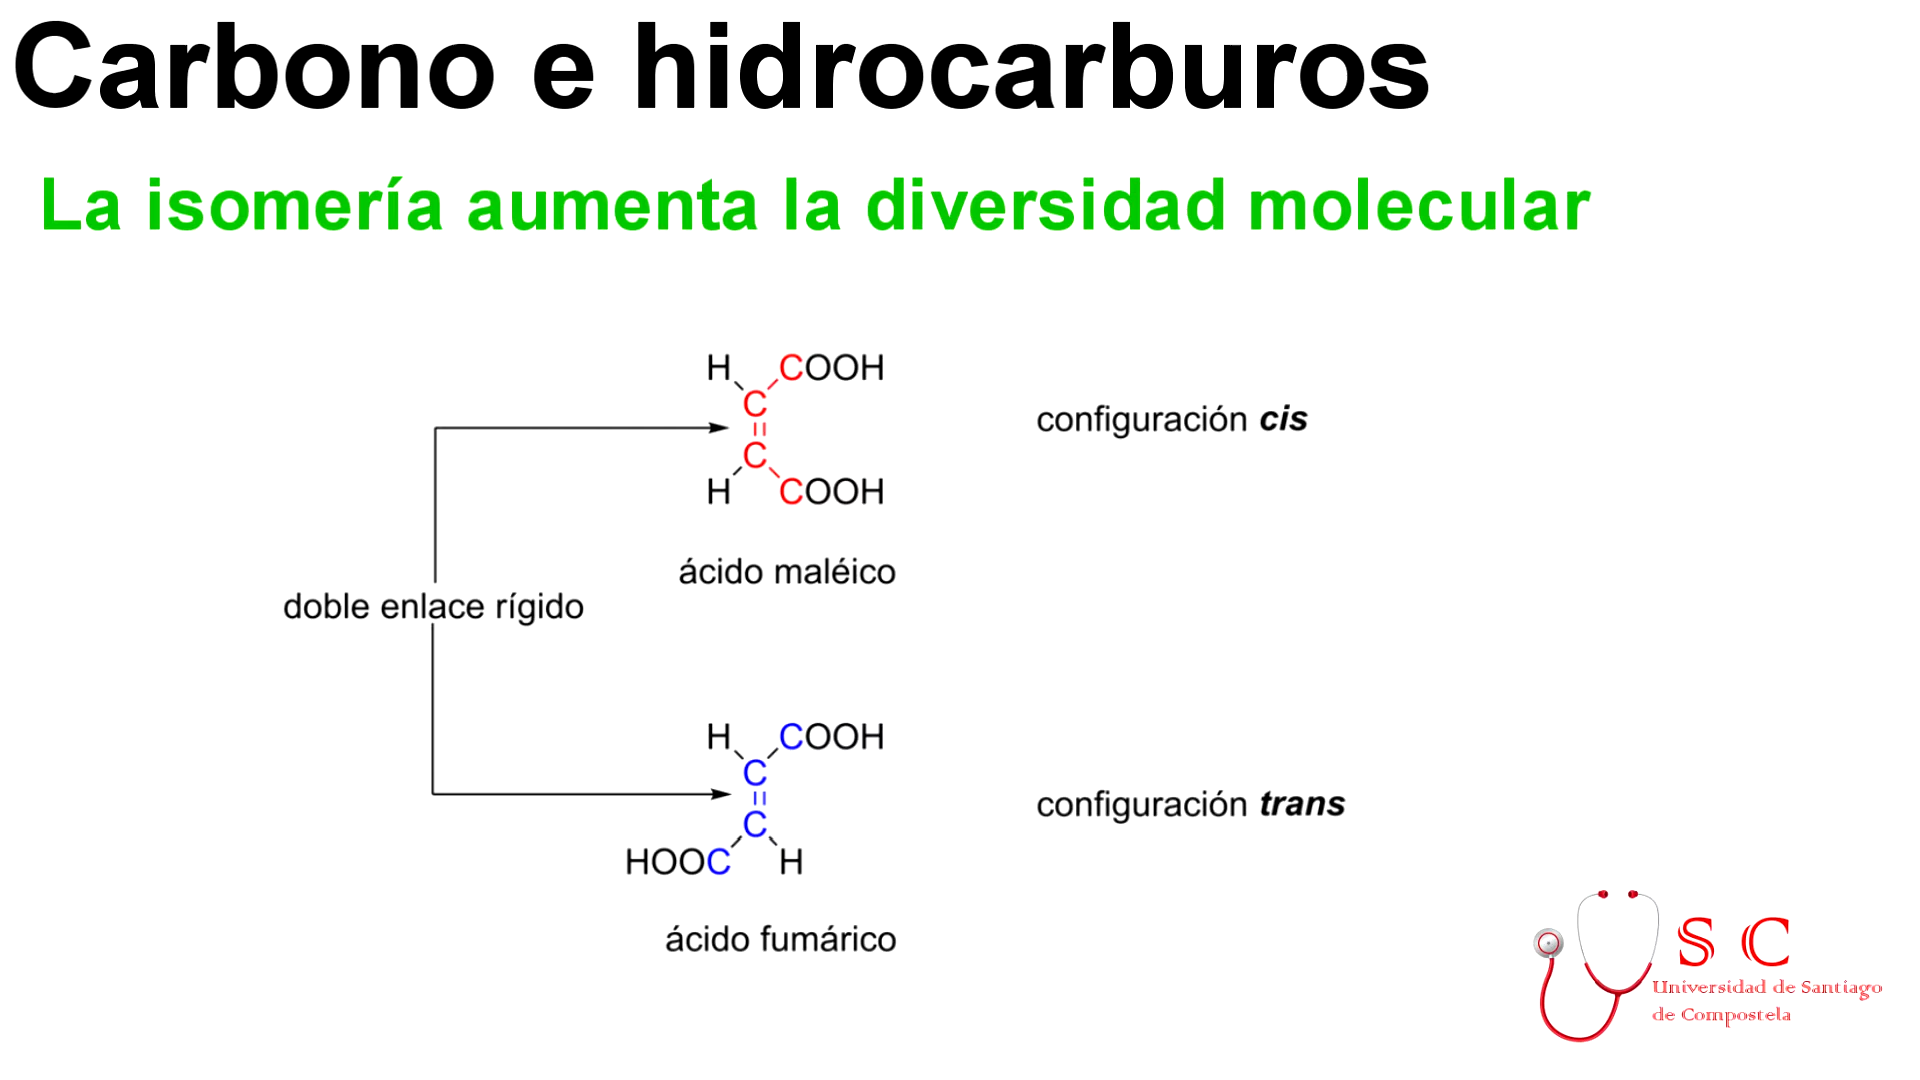 Carbono e hidrocarburos
La isomería aumenta la diversidad molecular
H COOH
C
configuración cis
C
H COOH
ácido maléico
doble enlace rígido
H COOH
C
configuración trans
C
HOOC H
ácido fumárico
S C
Universidad de Santiago
de Compostela